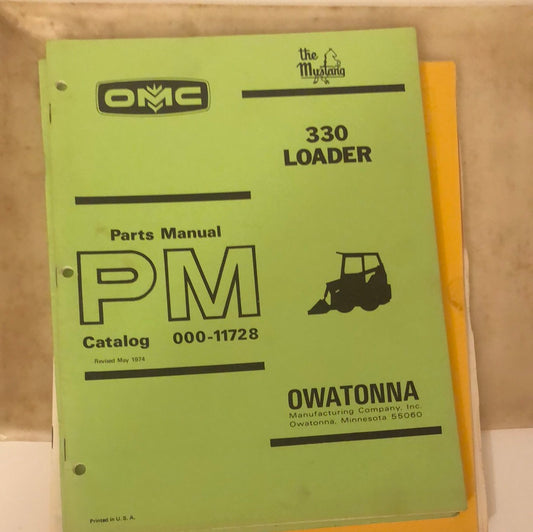 OMC
the
Mustang
330
LOADER
Parts Manual
PM
Catalog 000-11728
Revised May 1974
OWATONNA
Manufacturing Company, Inc.
Owatonna, Minnesota 55060
Printed in U. S. A.